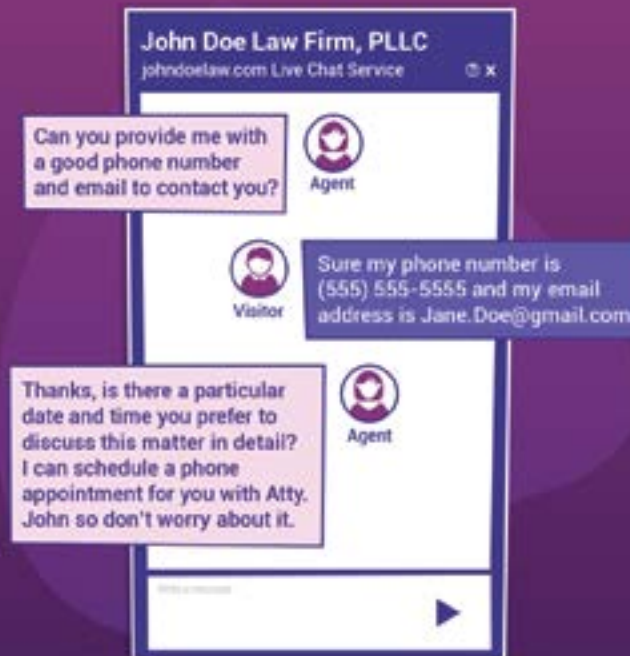 John Doe Law Firm, PLLC
johndoelaw.com Live Chat Service
x
Can you provide me with
a good phone number
and email to contact you?
Agent
Sure my phone number is
(555) 555-5555 and my email
address is Jane.Doe@gmail.com
Visitor
Thanks, is there a particular
date and time you prefer to
discuss this matter in detail?
I can schedule a phone
appointment for you with Atty.
John so don't worry about it.
Agent